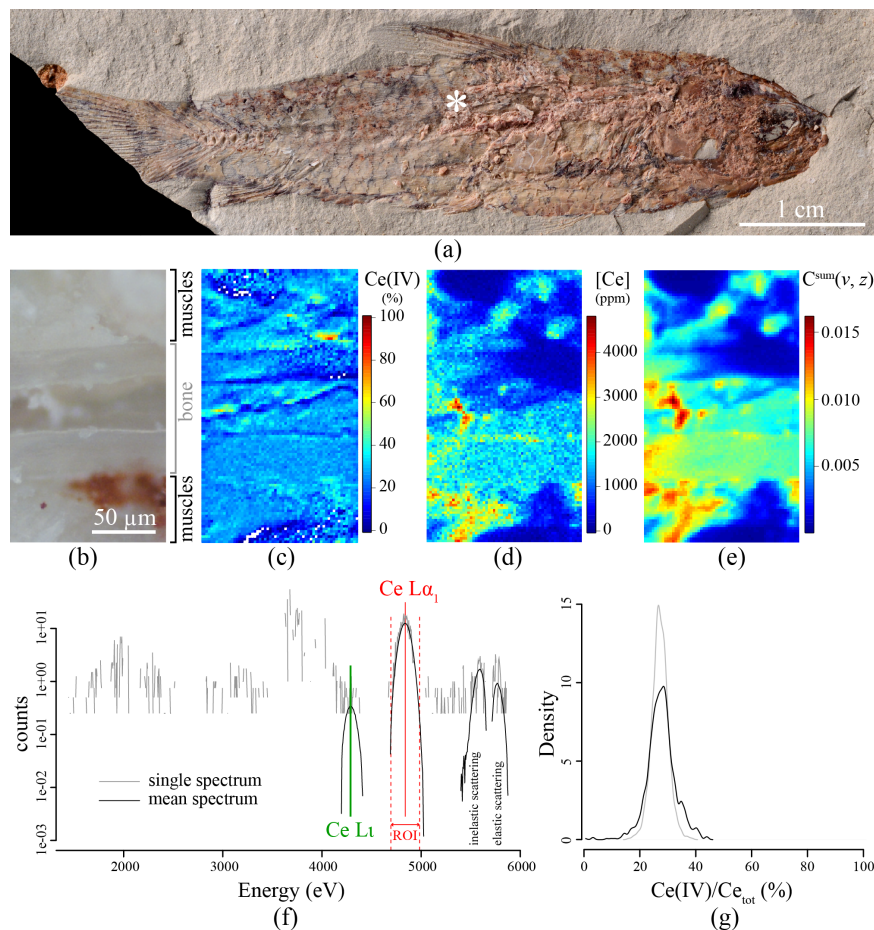 *
1 cm
(a)
muscles
bone
muscles
50 µm
(b)
Ce(IV)
(%)
100
80
60
40
20
0
(c)
[Ce]
(ppm)
4000
3000
2000
1000
0
(d)
Cˢᵘᵐ(v, z)
0.015
0.010
0.005
(e)
Ce Lα₁
counts
1e+01
1e+00
1e-01
1e-02
1e-03
single spectrum
mean spectrum
Ce Lι
ROI
inelastic scattering
elastic scattering
2000 3000 4000 5000 6000
Energy (eV)
(f)
Density
15
10
5
0
0 20 40 60 80 100
Ce(IV)/Ceₜₒₜ (%)
(g)